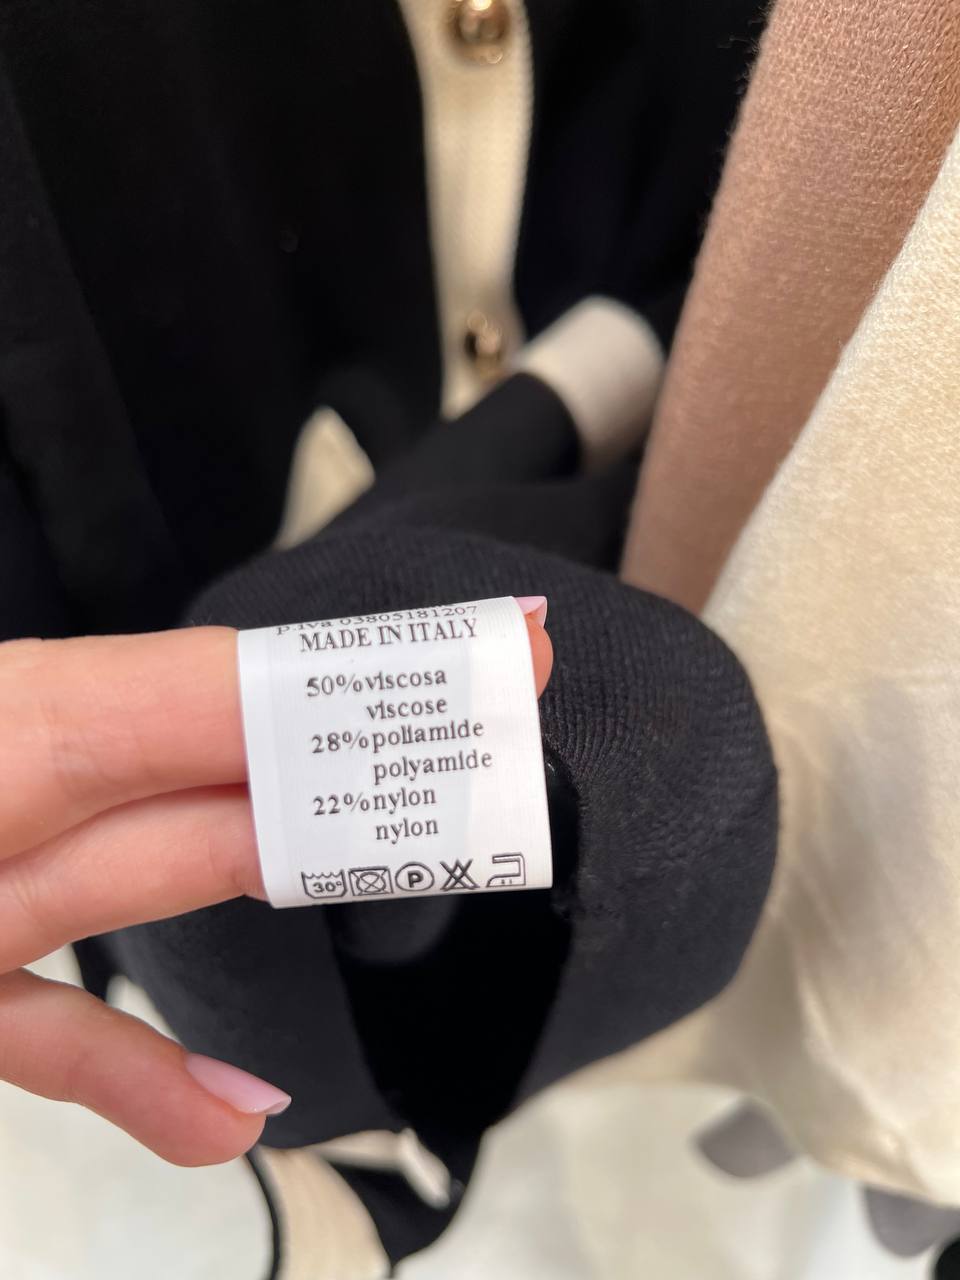 p.iva 03805181207
MADE IN ITALY
50%viscosa
viscose
28%poliamide
polyamide
22%nylon
nylon
30° P